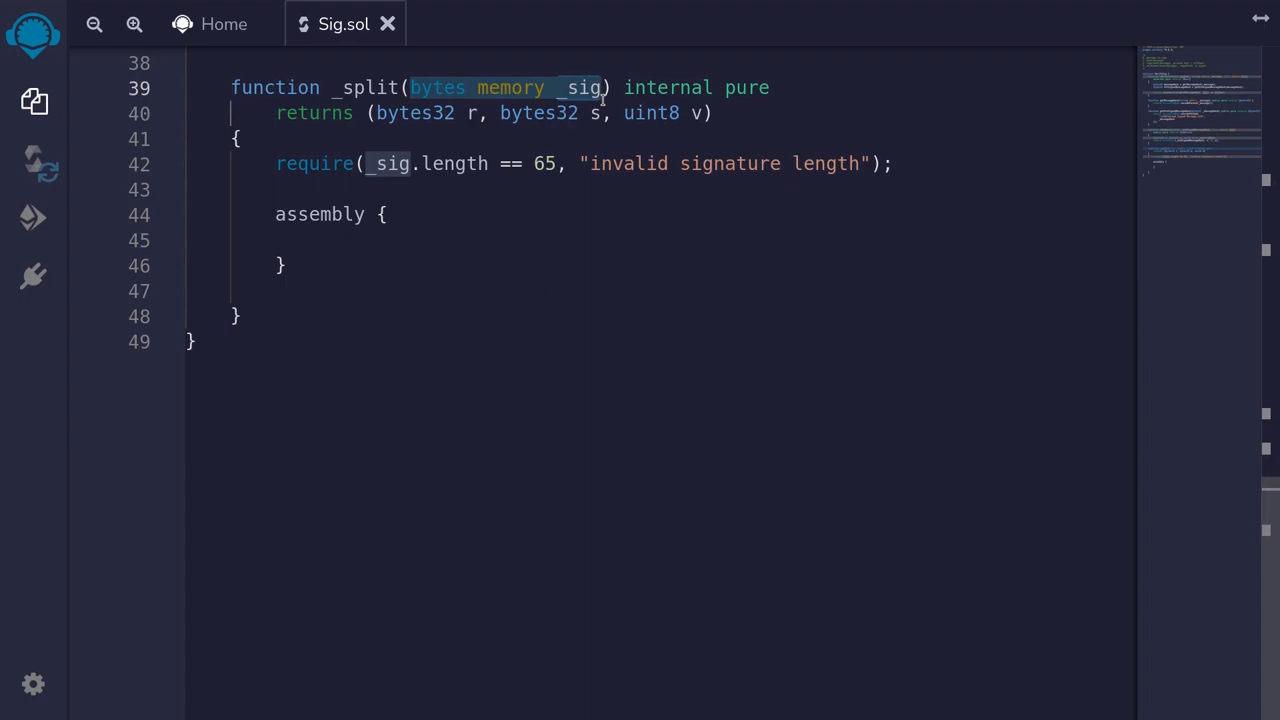 Home
Sig.sol
38
39 function _split(bytes memory _sig) internal pure
40 returns (bytes32 r, bytes32 s, uint8 v)
41 {
42 require(_sig.length == 65, "invalid signature length");
43
44 assembly {
45
46 }
47
48 }
49 }